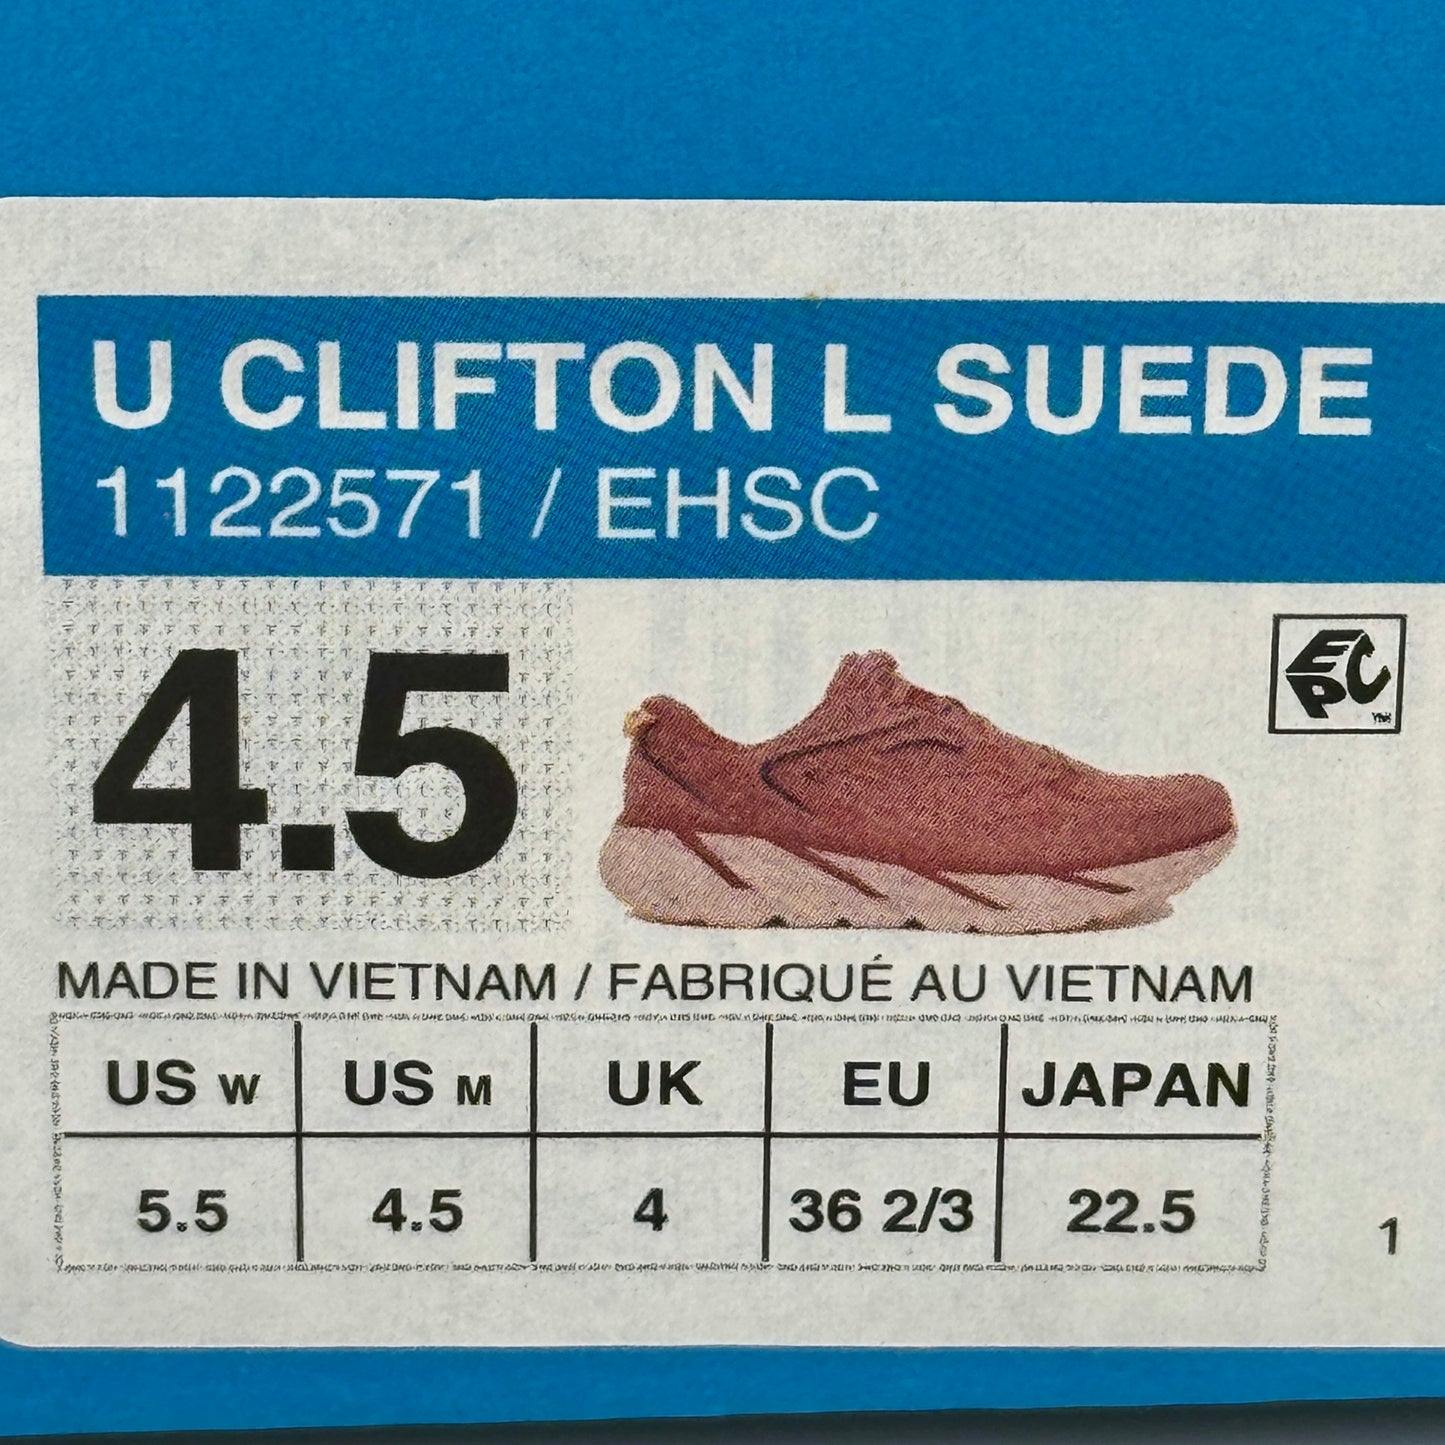 U CLIFTON L SUEDE
1122571 / EHSC
4.5
EPC
MADE IN VIETNAM / FABRIQUÉ AU VIETNAM
US W US M UK EU JAPAN
5.5 4.5 4 36 2/3 22.5
1